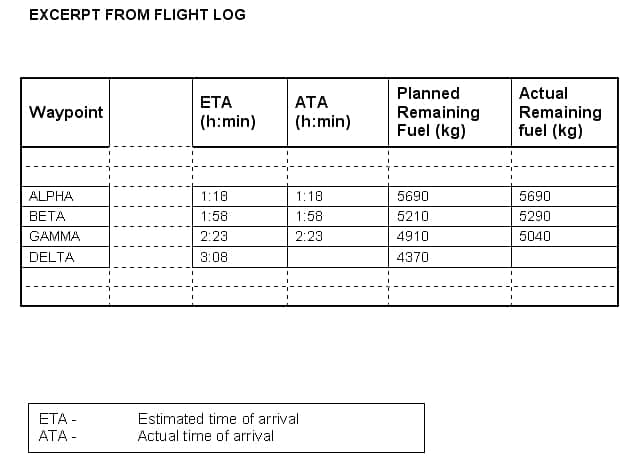 EXCERPT FROM FLIGHT LOG
Waypoint ETA (h:min) ATA (h:min) Planned Remaining Fuel (kg) Actual Remaining fuel (kg)
ALPHA 1:18 1:18 5690 5690
BETA 1:58 1:58 5210 5290
GAMMA 2:23 2:23 4910 5040
DELTA 3:08 4370
ETA - Estimated time of arrival
ATA - Actual time of arrival